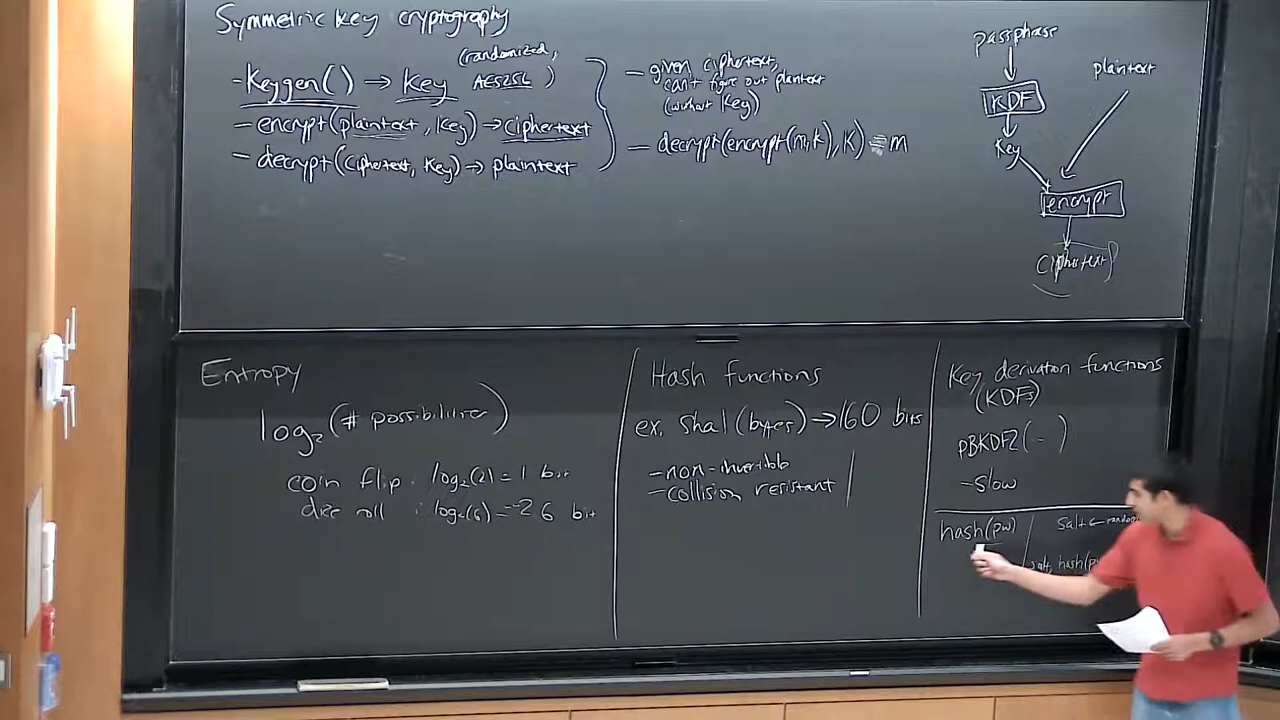 Symmetric key cryptography
- Keygen() → Key (randomized, AES256)
- encrypt(plaintext, Key) → ciphertext
- decrypt(ciphertext, Key) → plaintext
- given ciphertext,
can't figure out plaintext
(without Key)
- decrypt(encrypt(m,k), K) = m
passphrase
KDF
Key
plaintext
encrypt
ciphertext
Entropy
log₂(# possibilities)
coin flip : log₂(2) = 1 bit
dice roll : log₂(6) = ~2.6 bit
Hash functions
ex. sha1(bytes) → 160 bits
- non-invertible
- collision resistant
Key derivation functions
(KDFs)
PBKDF2(-)
- slow
hash(pw)
salt ← random
salt, hash(p